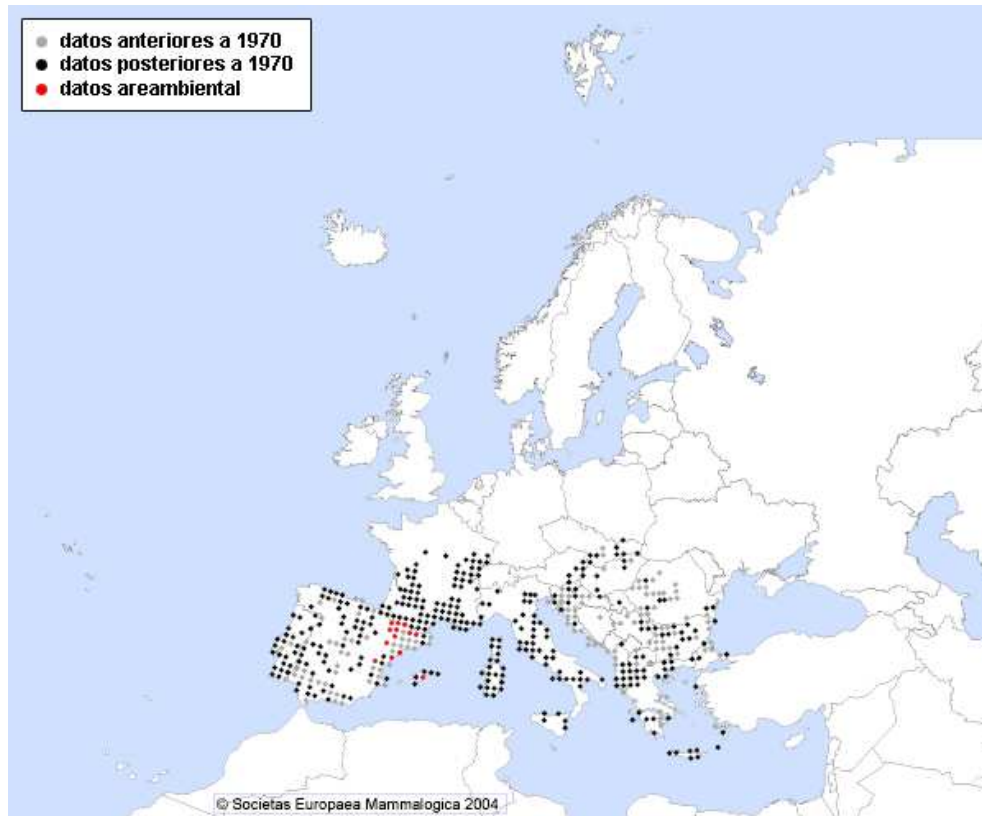 datos anteriores a 1970
datos posteriores a 1970
datos areambiental
© Societas Europaea Mammalogica 2004